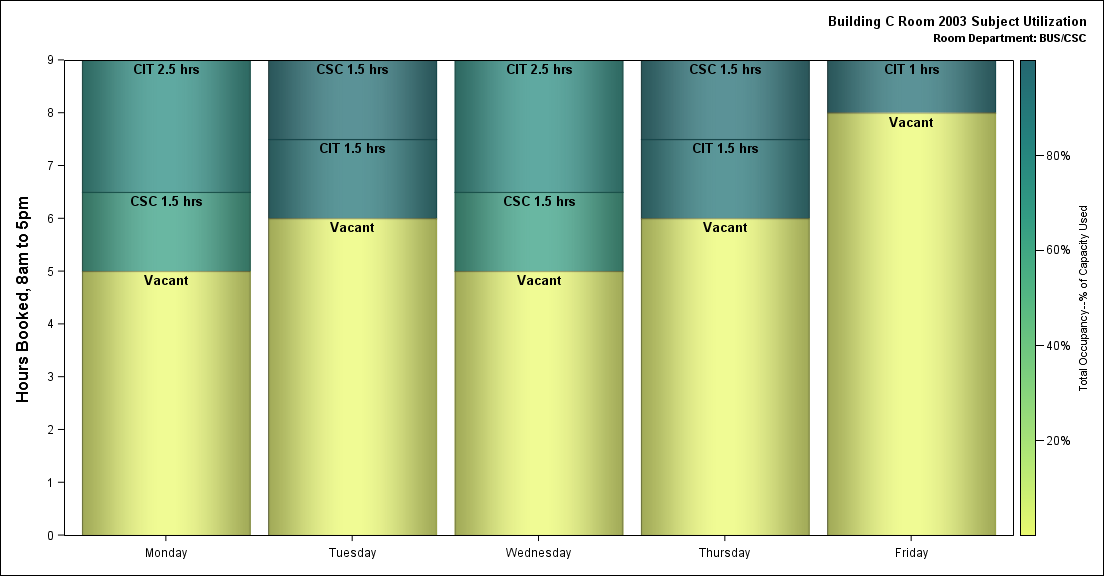 Building C Room 2003 Subject Utilization
Room Department: BUS/CSC
Hours Booked, 8am to 5pm
9
8
7
6
5
4
3
2
1
0
CIT 2.5 hrs
CSC 1.5 hrs
Vacant
CSC 1.5 hrs
CIT 1.5 hrs
Vacant
CIT 2.5 hrs
CSC 1.5 hrs
Vacant
CSC 1.5 hrs
CIT 1.5 hrs
Vacant
CIT 1 hrs
Vacant
Monday
Tuesday
Wednesday
Thursday
Friday
80%
60%
40%
20%
Total Occupancy--% of Capacity Used